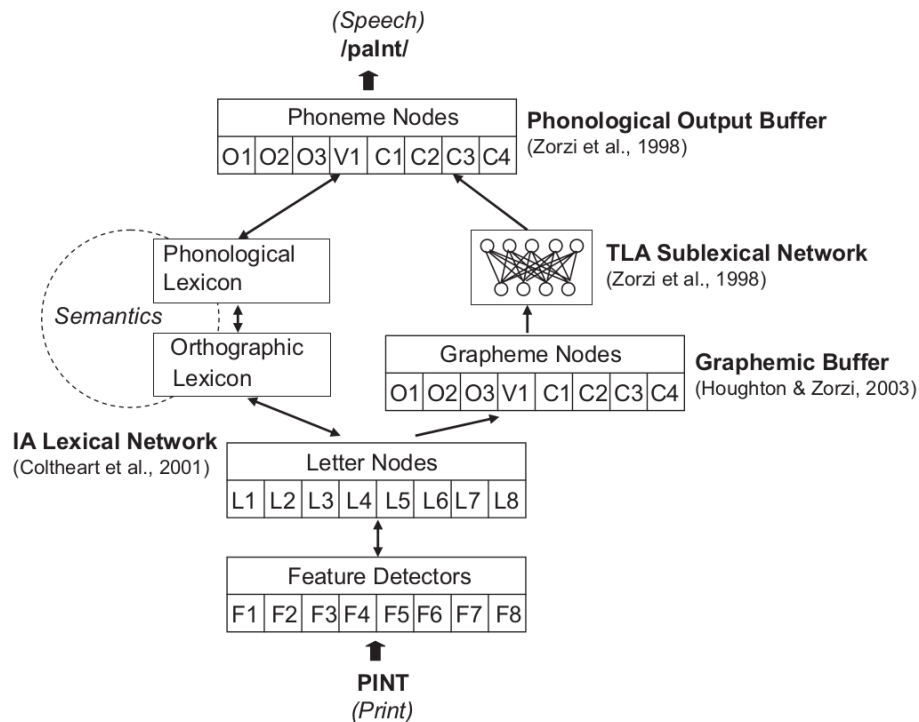 (Speech)
/paInt/
Phoneme Nodes
O1 O2 O3 V1 C1 C2 C3 C4
Phonological Output Buffer
(Zorzi et al., 1998)
Phonological
Lexicon
Semantics
Orthographic
Lexicon
TLA Sublexical Network
(Zorzi et al., 1998)
Grapheme Nodes
O1 O2 O3 V1 C1 C2 C3 C4
Graphemic Buffer
(Houghton & Zorzi, 2003)
IA Lexical Network
(Coltheart et al., 2001)
Letter Nodes
L1 L2 L3 L4 L5 L6 L7 L8
Feature Detectors
F1 F2 F3 F4 F5 F6 F7 F8
PINT
(Print)